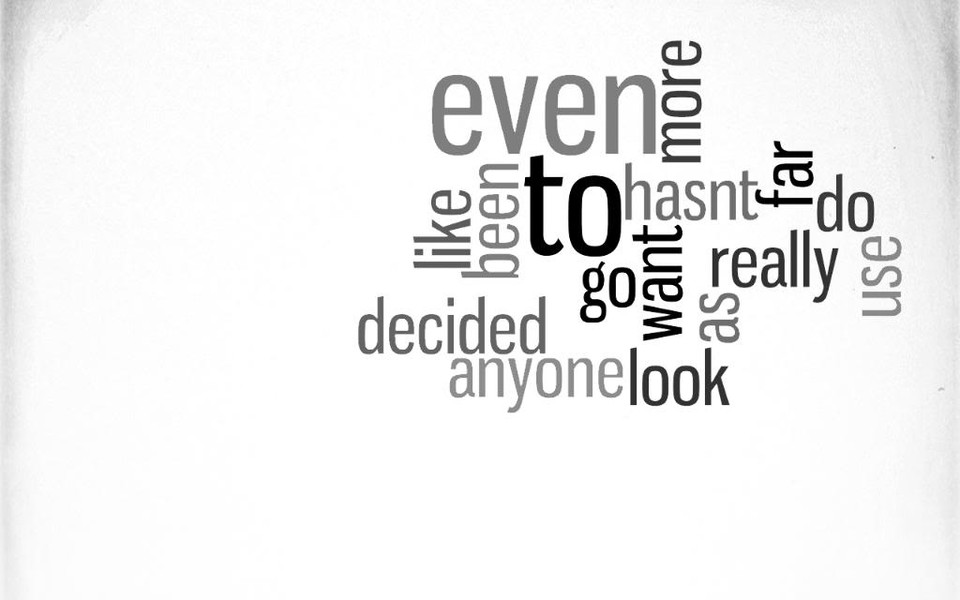 even
more
far
like
been
to
hasnt
do
go
want
really
use
as
decided
anyone
look